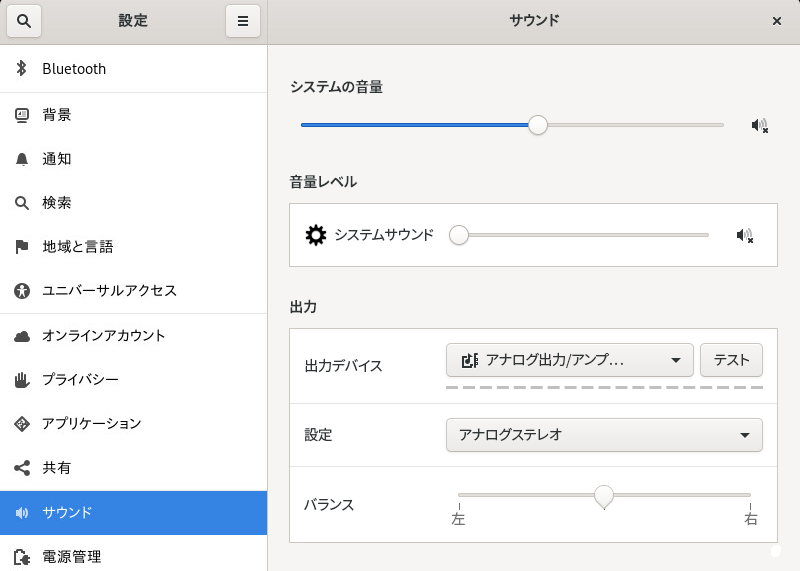 設定
サウンド
Bluetooth
背景
通知
検索
地域と言語
ユニバーサルアクセス
オンラインアカウント
プライバシー
アプリケーション
共有
サウンド
電源管理
システムの音量
音量レベル
システムサウンド
出力
出力デバイス
アナログ出力/アンプ…
テスト
設定
アナログステレオ
バランス
左
右